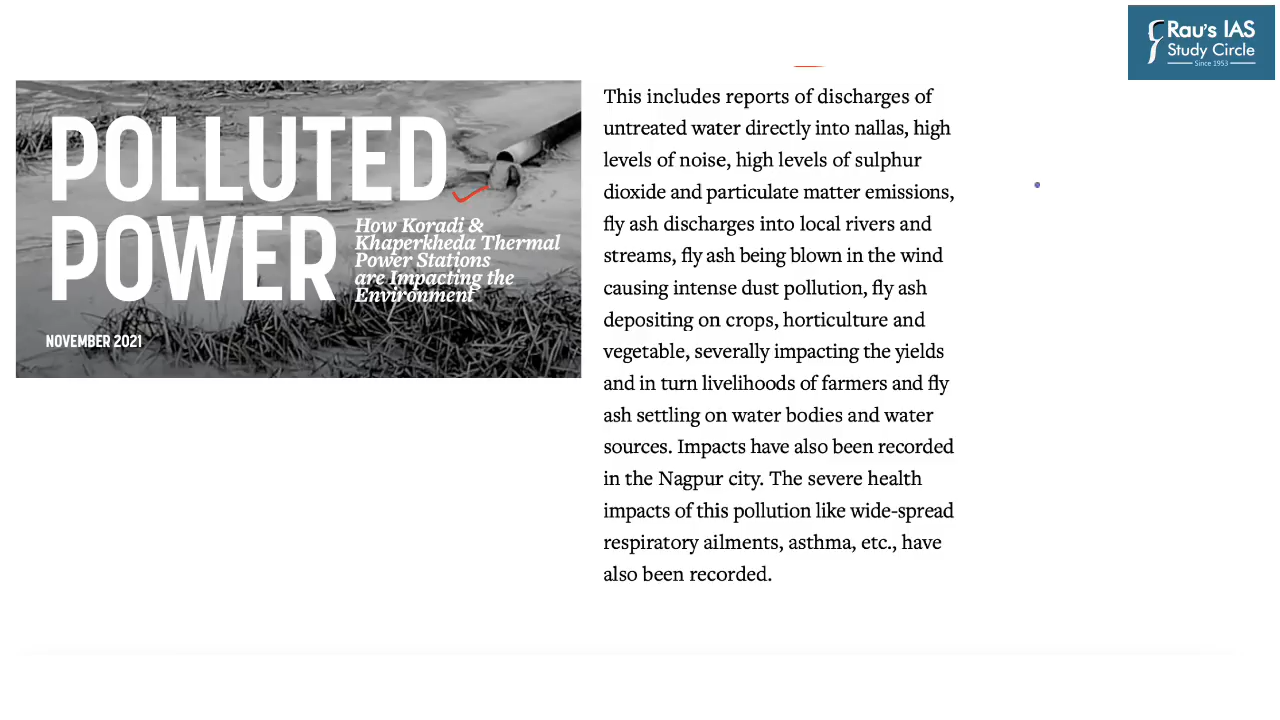 Rau's IAS
Study Circle
Since 1953
POLLUTED
POWER
How Koradi &
Khaperkheda Thermal
Power Stations
are Impacting the
Environment
NOVEMBER 2021
This includes reports of discharges of
untreated water directly into nallas, high
levels of noise, high levels of sulphur
dioxide and particulate matter emissions,
fly ash discharges into local rivers and
streams, fly ash being blown in the wind
causing intense dust pollution, fly ash
depositing on crops, horticulture and
vegetable, severally impacting the yields
and in turn livelihoods of farmers and fly
ash settling on water bodies and water
sources. Impacts have also been recorded
in the Nagpur city. The severe health
impacts of this pollution like wide-spread
respiratory ailments, asthma, etc., have
also been recorded.